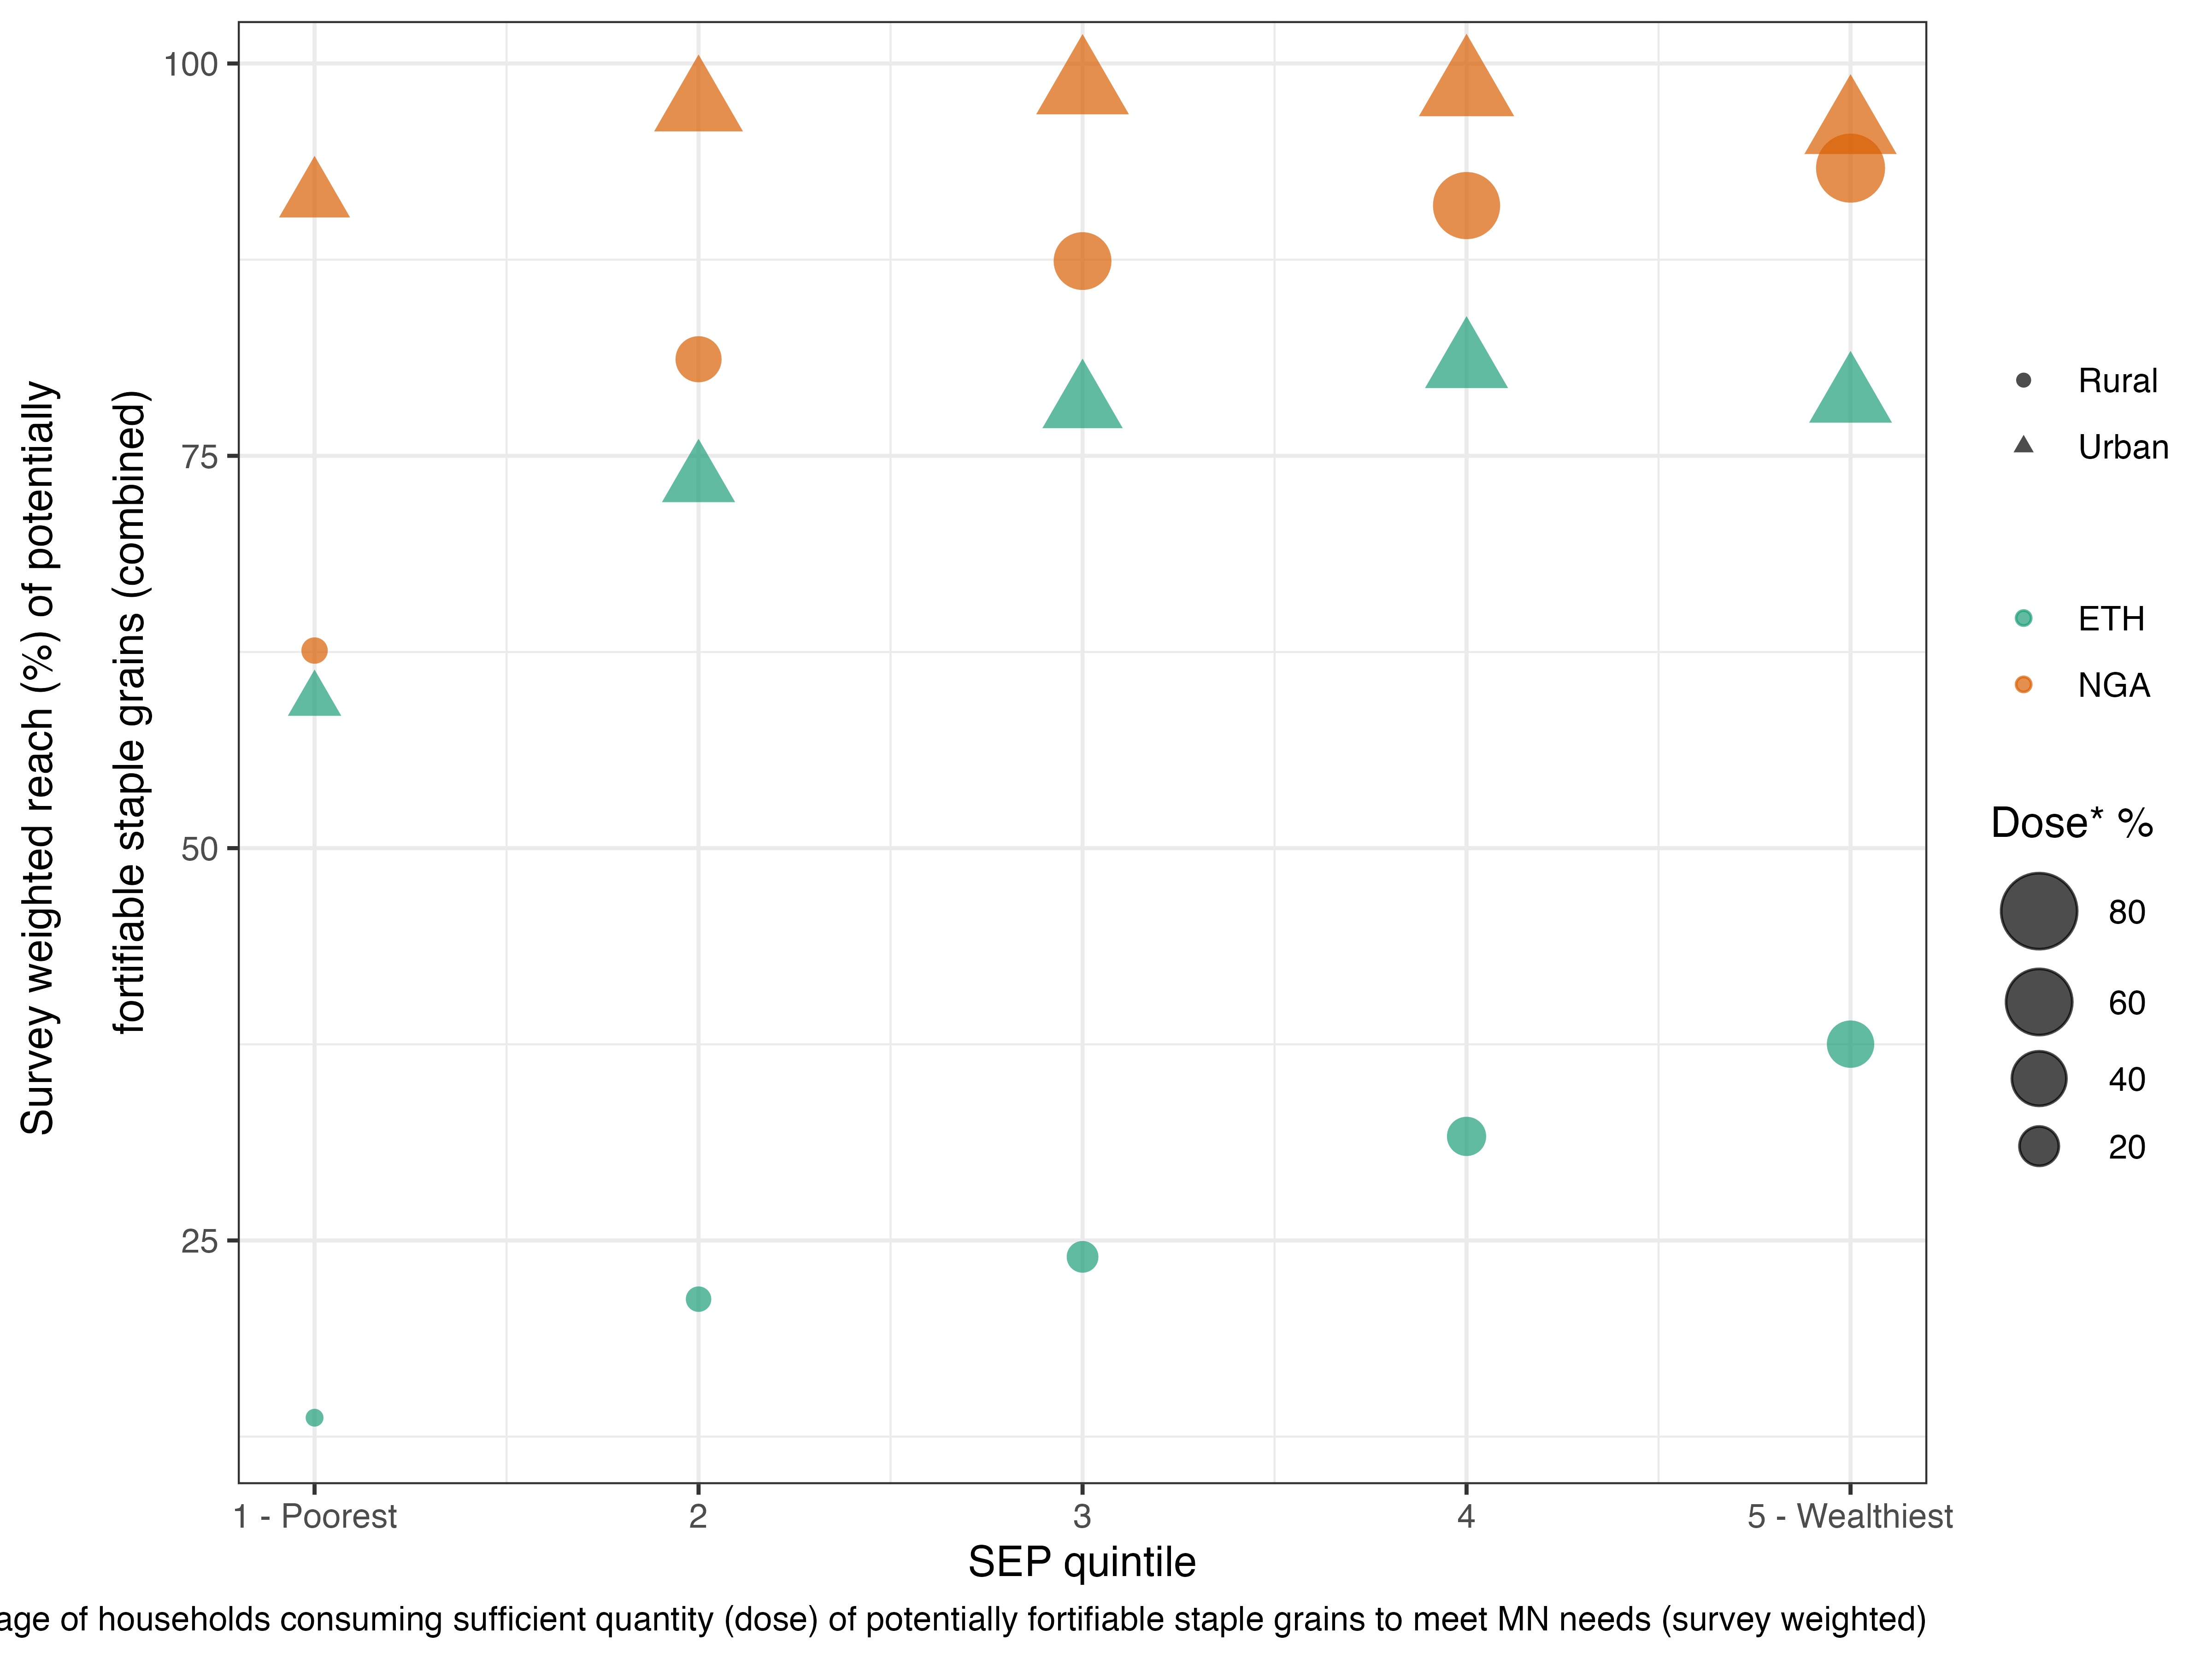 Survey weighted reach (%) of potentially
fortifiable staple grains (combined)
100
75
50
25
1 - Poorest
2
3
4
5 - Wealthiest
SEP quintile
of households consuming sufficient quantity (dose) of potentially fortifiable staple grains to meet MN needs (survey weighted)
Rural
Urban
ETH
NGA
Dose* %
80
60
40
20